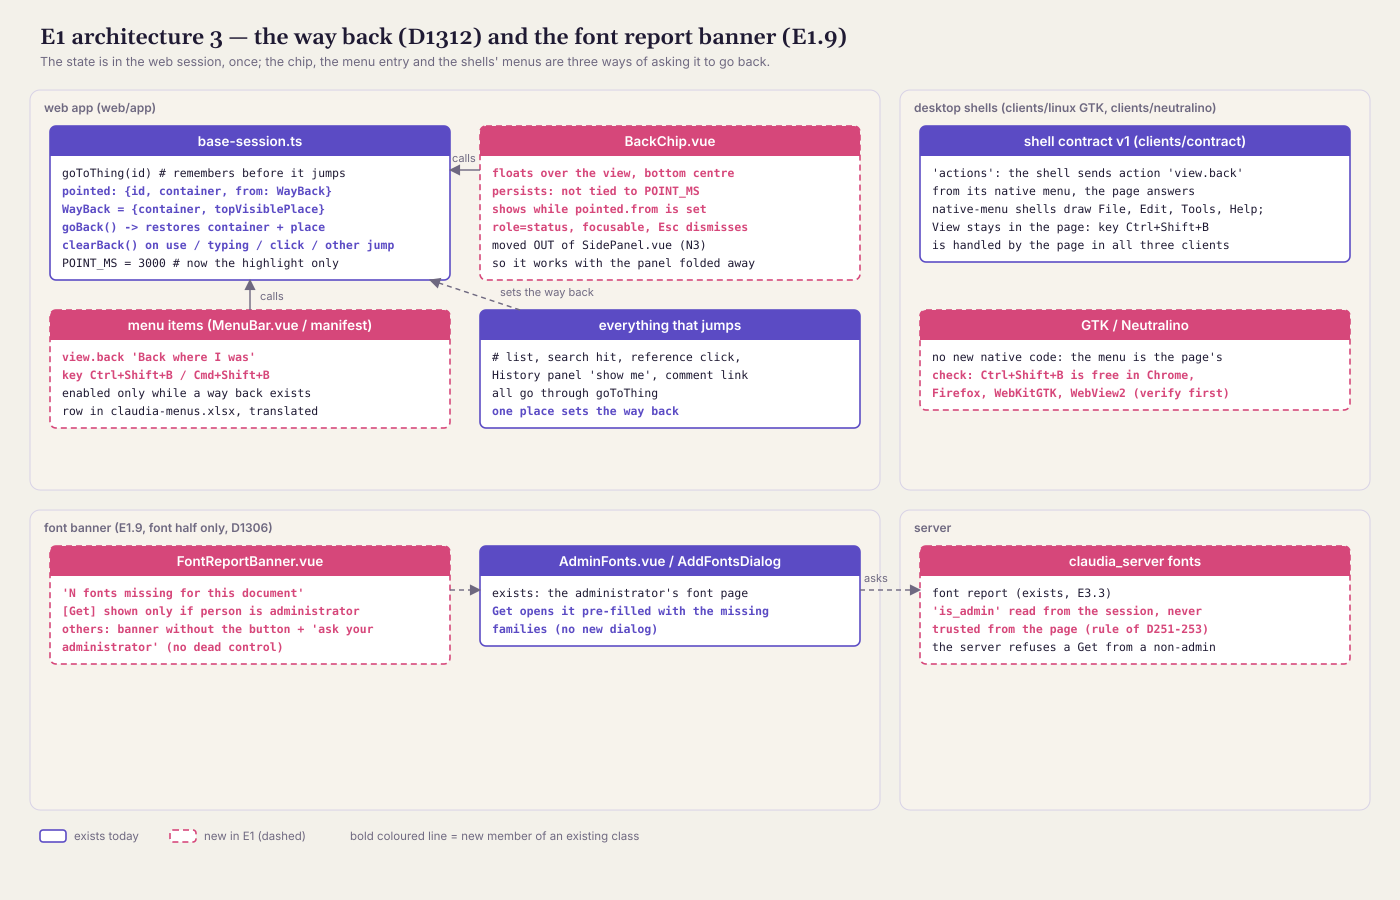 E1 architecture 3 — the way back (D1312) and the font report banner (E1.9)
The state is in the web session, once; the chip, the menu entry and the shells' menus are three ways of asking it to go back.
web app (web/app)
base-session.ts
goToThing(id) # remembers before it jumps
pointed: {id, container, from: WayBack}
WayBack = {container, topVisiblePlace}
goBack() -> restores container + place
clearBack() on use / typing / click / other jump
POINT_MS = 3000 # now the highlight only
calls
BackChip.vue
floats over the view, bottom centre
persists: not tied to POINT_MS
shows while pointed.from is set
role=status, focusable, Esc dismisses
moved OUT of SidePanel.vue (N3)
so it works with the panel folded away
calls
sets the way back
menu items (MenuBar.vue / manifest)
view.back 'Back where I was'
key Ctrl+Shift+B / Cmd+Shift+B
enabled only while a way back exists
row in claudia-menus.xlsx, translated
everything that jumps
# list, search hit, reference click,
History panel 'show me', comment link
all go through goToThing
one place sets the way back
desktop shells (clients/linux GTK, clients/neutralino)
shell contract v1 (clients/contract)
'actions': the shell sends action 'view.back'
from its native menu, the page answers
native-menu shells draw File, Edit, Tools, Help;
View stays in the page: key Ctrl+Shift+B
is handled by the page in all three clients
GTK / Neutralino
no new native code: the menu is the page's
check: Ctrl+Shift+B is free in Chrome,
Firefox, WebKitGTK, WebView2 (verify first)
font banner (E1.9, font half only, D1306)
FontReportBanner.vue
'N fonts missing for this document'
[Get] shown only if person is administrator
others: banner without the button + 'ask your
administrator' (no dead control)
AdminFonts.vue / AddFontsDialog
exists: the administrator's font page
Get opens it pre-filled with the missing
families (no new dialog)
asks
server
claudia_server fonts
font report (exists, E3.3)
'is_admin' read from the session, never
trusted from the page (rule of D251-253)
the server refuses a Get from a non-admin
exists today
new in E1 (dashed)
bold coloured line = new member of an existing class